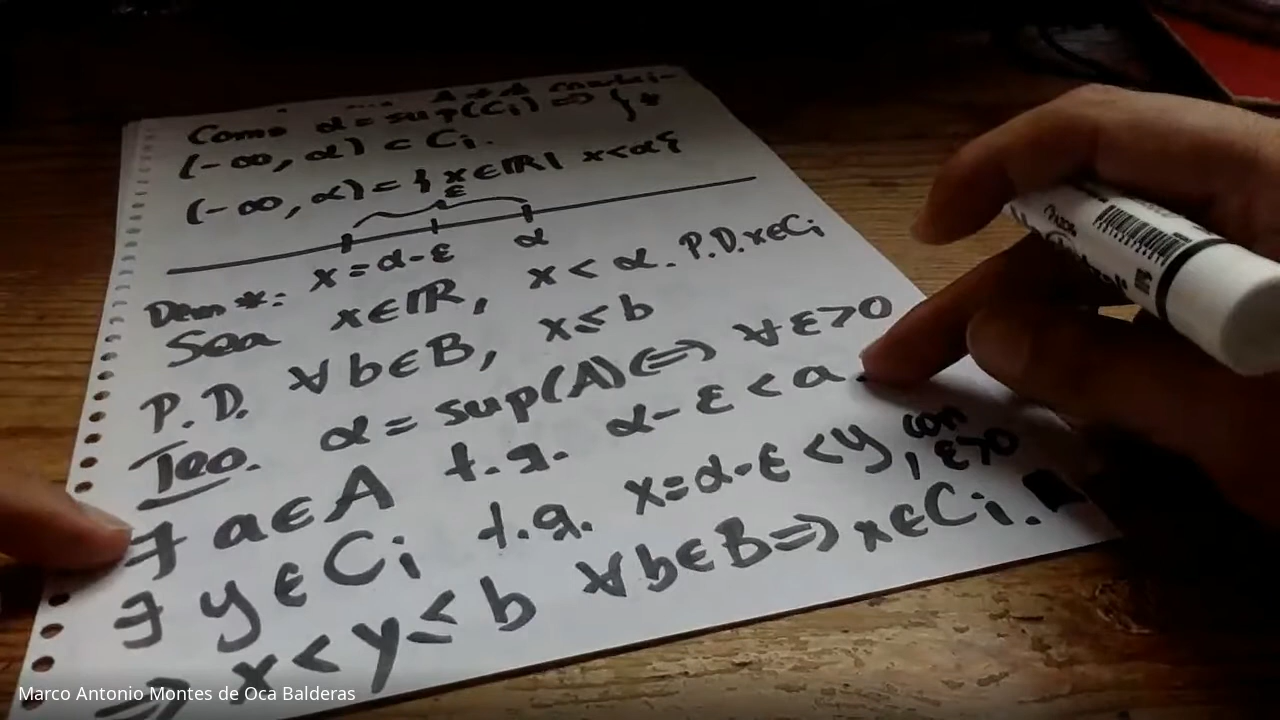 Como α = sup(Ci) ⇒ } *
(-∞, α) ⊂ Ci.
(-∞, α) = { x∈ℝ | x<α}
ε
x = α-ε α
Dem *:
Sea x∈ℝ, x < α. P.D. x∈Ci
P.D. ∀b∈B, x≤b
Teo. α = sup(A) ⇔ ∀ε>0
∃ a∈A t.q. α-ε < a.
∃ y∈Ci t.q. x=α-ε <y, con ε>0
⇒ x<y≤b ∀b∈B ⇒ x∈Ci. ■
Marco Antonio Montes de Oca Balderas